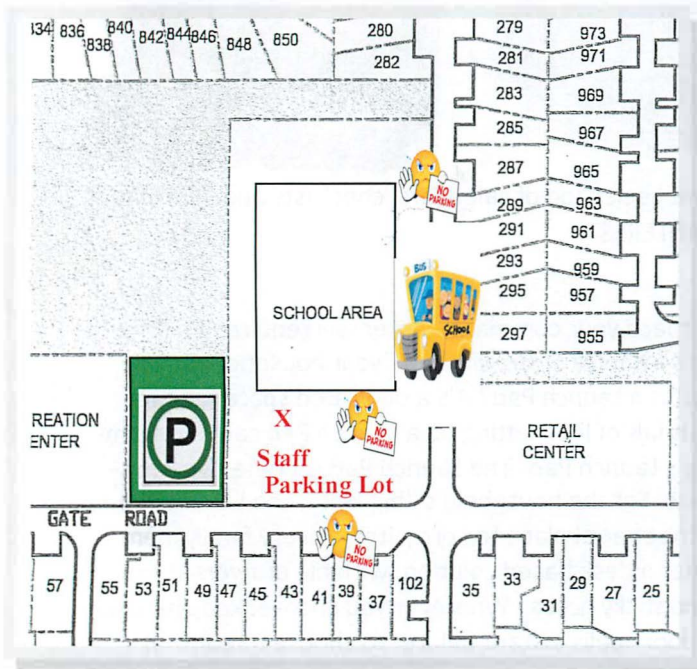 834 836 838 840 842 844 846 848 850 280 279 973
282 281 971
283 969
285 967
NO PARKING
287 965
289 963
291 961
293 959
295 957
297 955
BUS
SCHOOL
SCHOOL AREA
REATION
ENTER
P
X
NO PARKING
Staff
Parking Lot
RETAIL
CENTER
GATE ROAD
NO PARKING
57 55 53 51 49 47 45 43 41 39 37 102 35 33 31 29 27 25